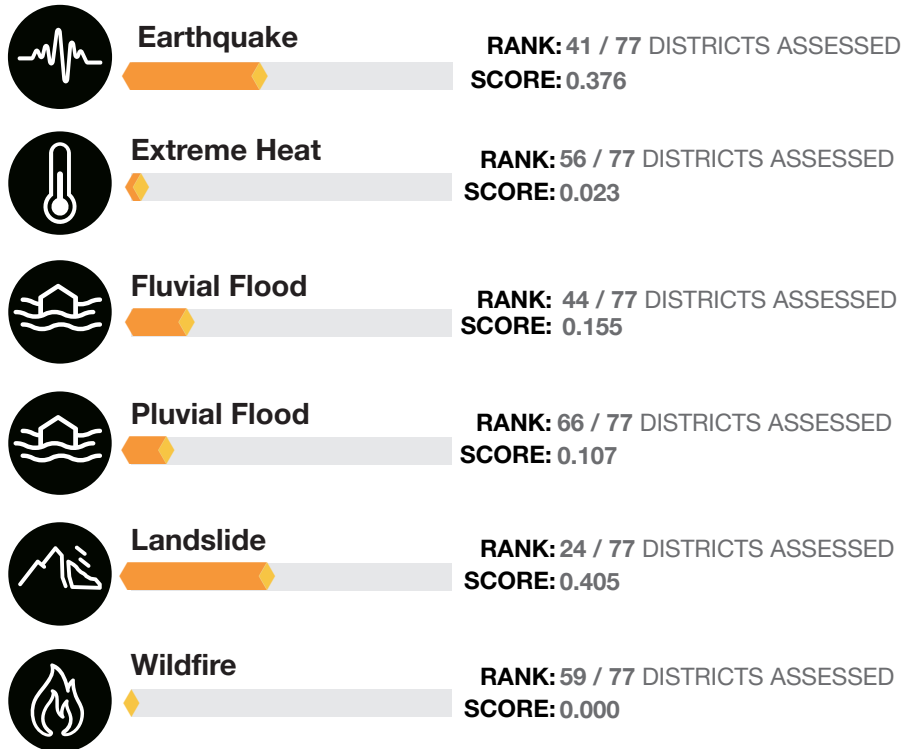 Earthquake
RANK: 41 / 77 DISTRICTS ASSESSED
SCORE: 0.376
Extreme Heat
RANK: 56 / 77 DISTRICTS ASSESSED
SCORE: 0.023
Fluvial Flood
RANK: 44 / 77 DISTRICTS ASSESSED
SCORE: 0.155
Pluvial Flood
RANK: 66 / 77 DISTRICTS ASSESSED
SCORE: 0.107
Landslide
RANK: 24 / 77 DISTRICTS ASSESSED
SCORE: 0.405
Wildfire
RANK: 59 / 77 DISTRICTS ASSESSED
SCORE: 0.000